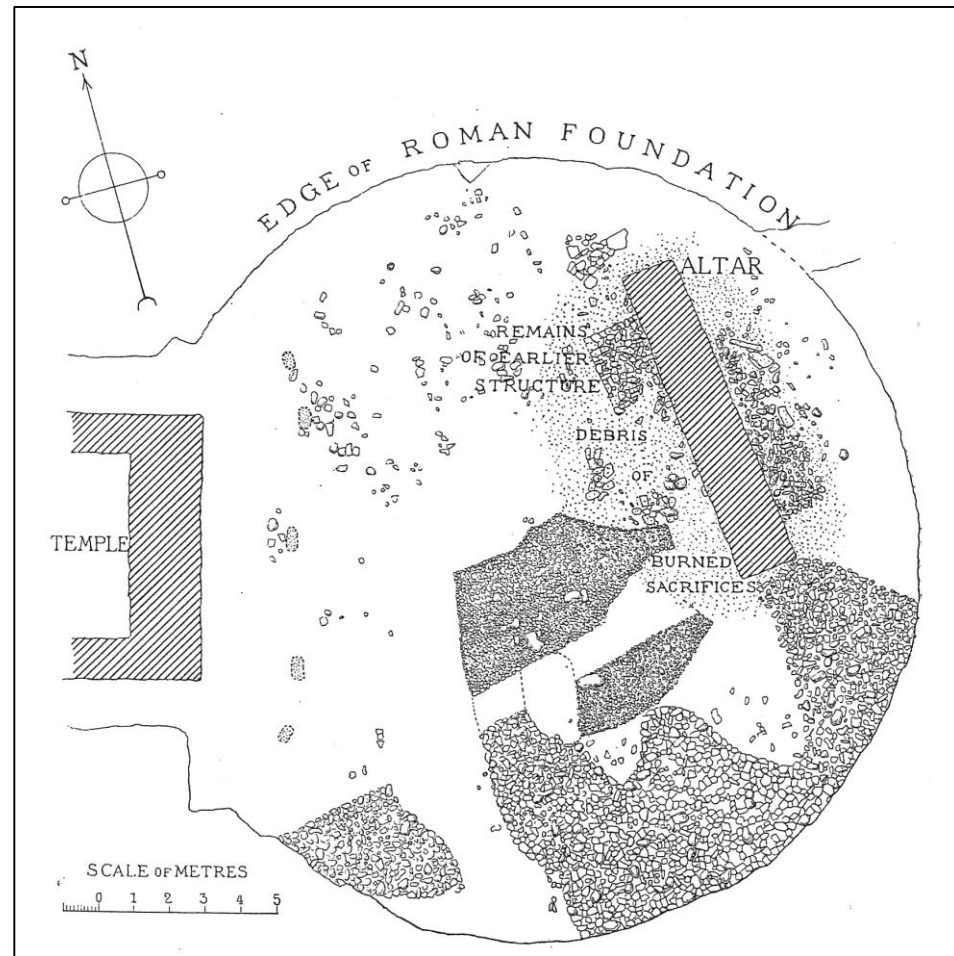 N
EDGE OF ROMAN FOUNDATION
ALTAR
REMAINS
OF EARLIER
STRUCTURE
DEBRIS
OF
TEMPLE
BURNED
SACRIFICES
SCALE OF METRES
0 1 2 3 4 5